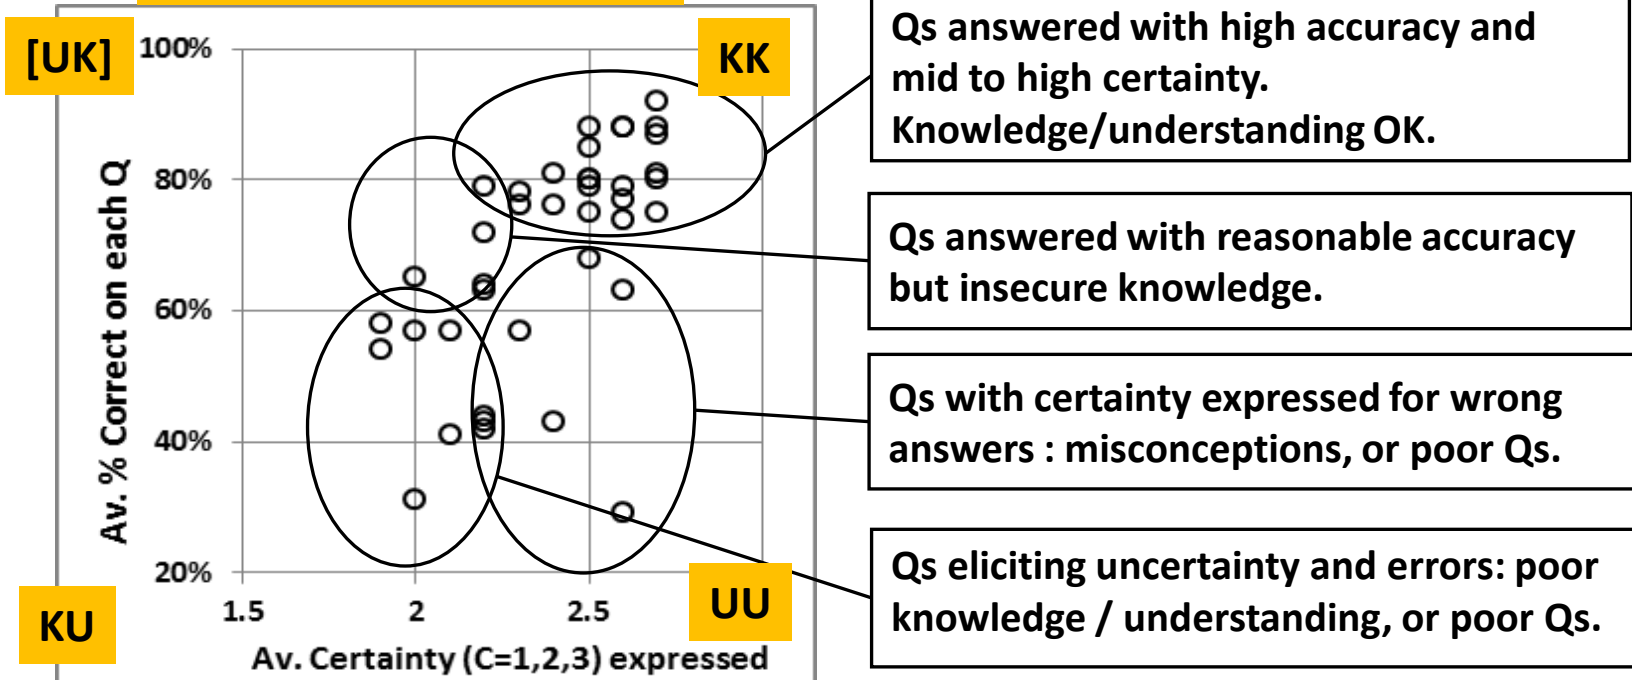 [UK]
KK
100%
80%
60%
40%
20%
Av. % Correct on each Q
1.5
2
2.5
KU
UU
Av. Certainty (C=1,2,3) expressed
Qs answered with high accuracy and
mid to high certainty.
Knowledge/understanding OK.
Qs answered with reasonable accuracy
but insecure knowledge.
Qs with certainty expressed for wrong
answers : misconceptions, or poor Qs.
Qs eliciting uncertainty and errors: poor
knowledge / understanding, or poor Qs.